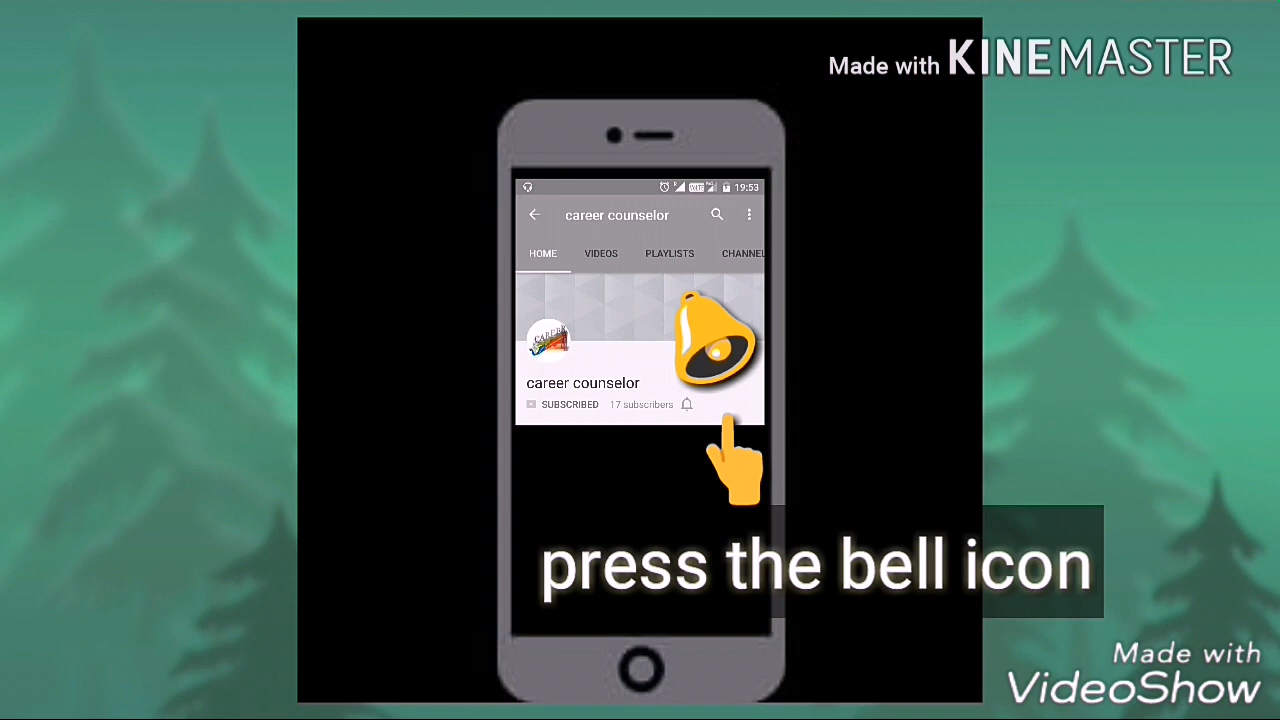 Made with KINEMASTER
19:53
career counselor
HOME VIDEOS PLAYLISTS CHANNEL
CAREER
career counselor
SUBSCRIBED 17 subscribers
press the bell icon
Made with
VideoShow